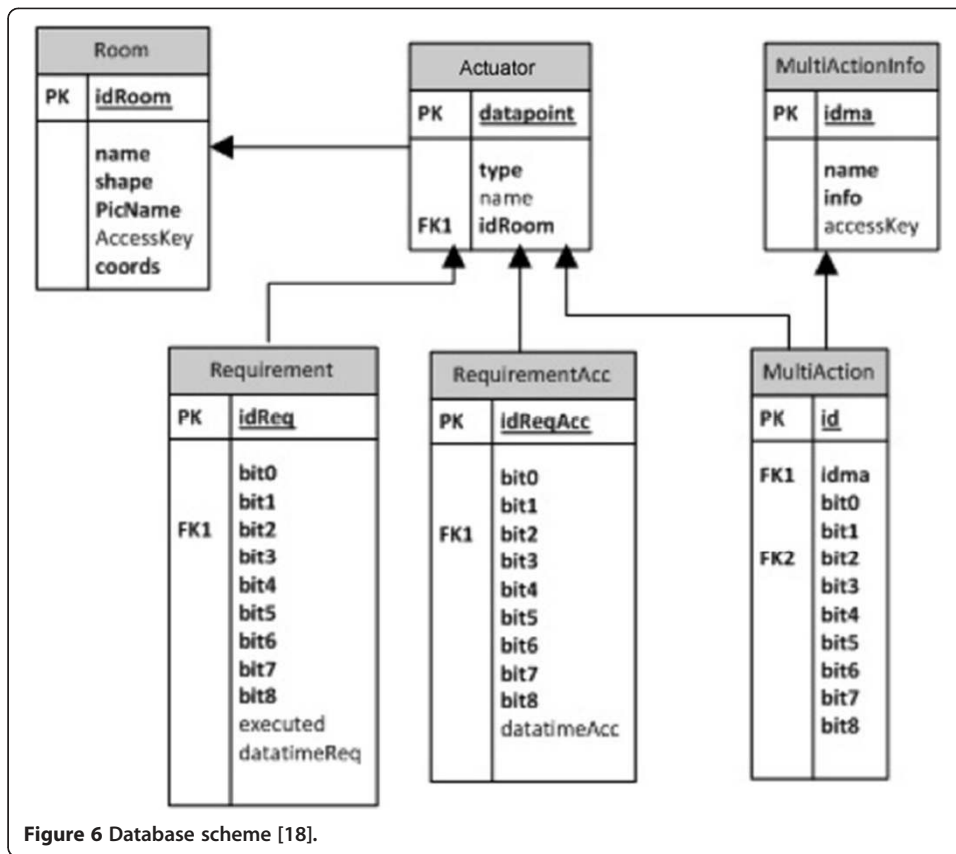 Room
PK idRoom
name
shape
PicName
AccessKey
coords
Actuator
PK datapoint
type
name
FK1 idRoom
MultiActionInfo
PK idma
name
info
accessKey
Requirement
PK idReq
bit0
bit1
FK1 bit2
bit3
bit4
bit5
bit6
bit7
bit8
executed
datatimeReq
RequirementAcc
PK idReqAcc
bit0
bit1
FK1 bit2
bit3
bit4
bit5
bit6
bit7
bit8
datatimeAcc
MultiAction
PK id
FK1 idma
bit0
bit1
FK2 bit2
bit3
bit4
bit5
bit6
bit7
bit8
Figure 6 Database scheme [18].